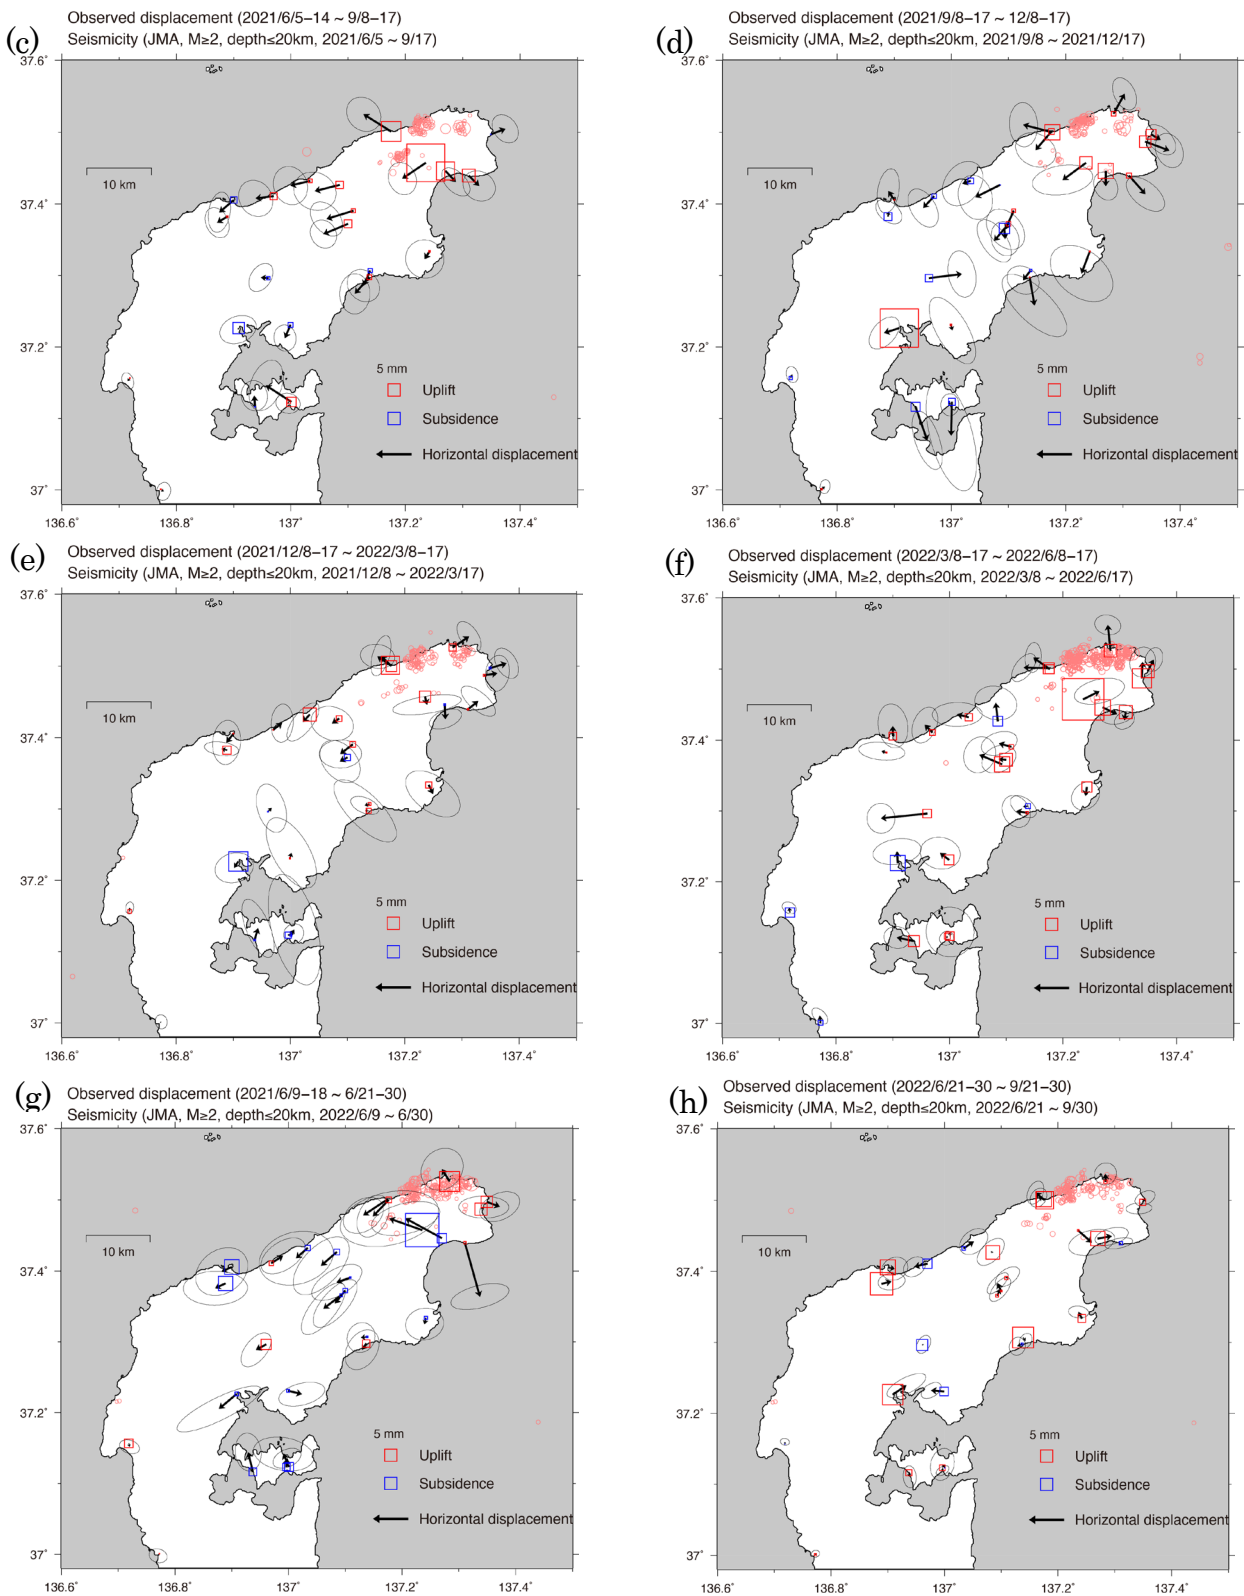 (c)
Observed displacement (2021/6/5–14 ~ 9/8–17)
Seismicity (JMA, M≥2, depth≤20km, 2021/6/5 ~ 9/17)
37.6°
37.4°
37.2°
37°
10 km
5 mm
Uplift
Subsidence
Horizontal displacement
136.6° 136.8° 137° 137.2° 137.4°
(d)
Observed displacement (2021/9/8–17 ~ 12/8–17)
Seismicity (JMA, M≥2, depth≤20km, 2021/9/8 ~ 2021/12/17)
37.6°
37.4°
37.2°
37°
10 km
5 mm
Uplift
Subsidence
Horizontal displacement
136.6° 136.8° 137° 137.2° 137.4°
(e)
Observed displacement (2021/12/8–17 ~ 2022/3/8–17)
Seismicity (JMA, M≥2, depth≤20km, 2021/12/8 ~ 2022/3/17)
37.6°
37.4°
37.2°
37°
10 km
5 mm
Uplift
Subsidence
Horizontal displacement
136.6° 136.8° 137° 137.2° 137.4°
(f)
Observed displacement (2022/3/8–17 ~ 2022/6/8–17)
Seismicity (JMA, M≥2, depth≤20km, 2022/3/8 ~ 2022/6/17)
37.6°
37.4°
37.2°
37°
10 km
5 mm
Uplift
Subsidence
Horizontal displacement
136.6° 136.8° 137° 137.2° 137.4°
(g)
Observed displacement (2021/6/9–18 ~ 6/21–30)
Seismicity (JMA, M≥2, depth≤20km, 2022/6/9 ~ 6/30)
37.6°
37.4°
37.2°
37°
10 km
5 mm
Uplift
Subsidence
Horizontal displacement
136.6° 136.8° 137° 137.2° 137.4°
(h)
Observed displacement (2022/6/21–30 ~ 9/21–30)
Seismicity (JMA, M≥2, depth≤20km, 2022/6/21 ~ 9/30)
37.6°
37.4°
37.2°
37°
10 km
5 mm
Uplift
Subsidence
Horizontal displacement
136.6° 136.8° 137° 137.2° 137.4°